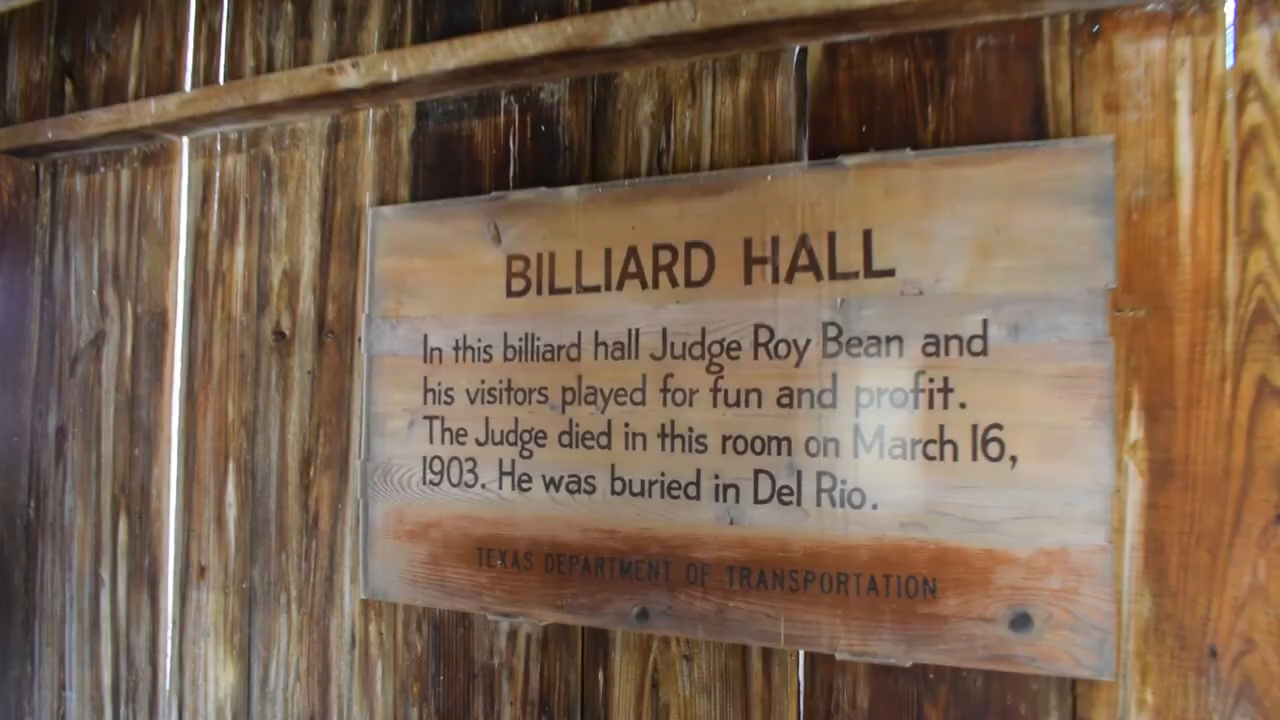 BILLIARD HALL
In this billiard hall Judge Roy Bean and
his visitors played for fun and profit.
The Judge died in this room on March 16,
1903. He was buried in Del Rio.
TEXAS DEPARTMENT OF TRANSPORTATION